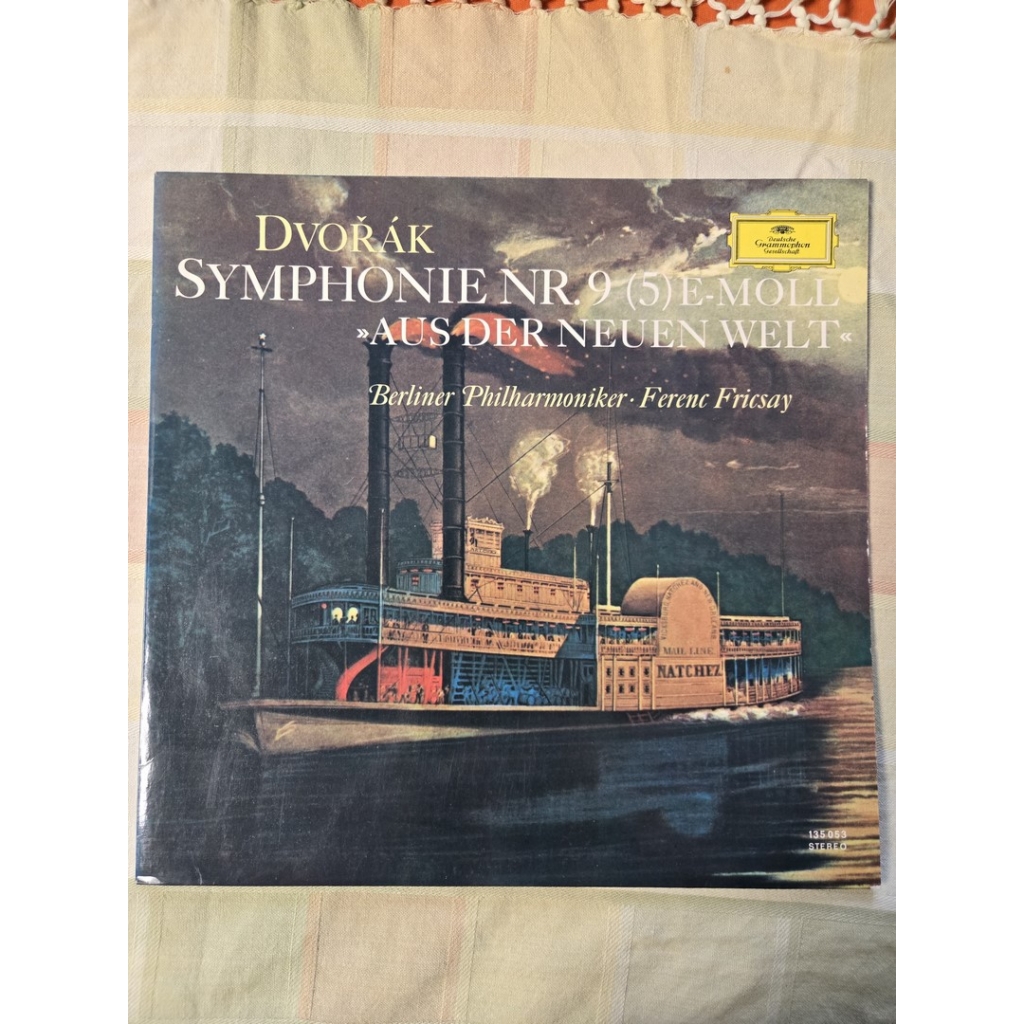 DVOŘÁK
Deutsche
Grammophon
Gesellschaft
SYMPHONIE NR. 9 (5) E-MOLL
»AUS DER NEUEN WELT«
Berliner Philharmoniker · Ferenc Fricsay
MAIL LINE
NATCHEZ
135 053
STEREO